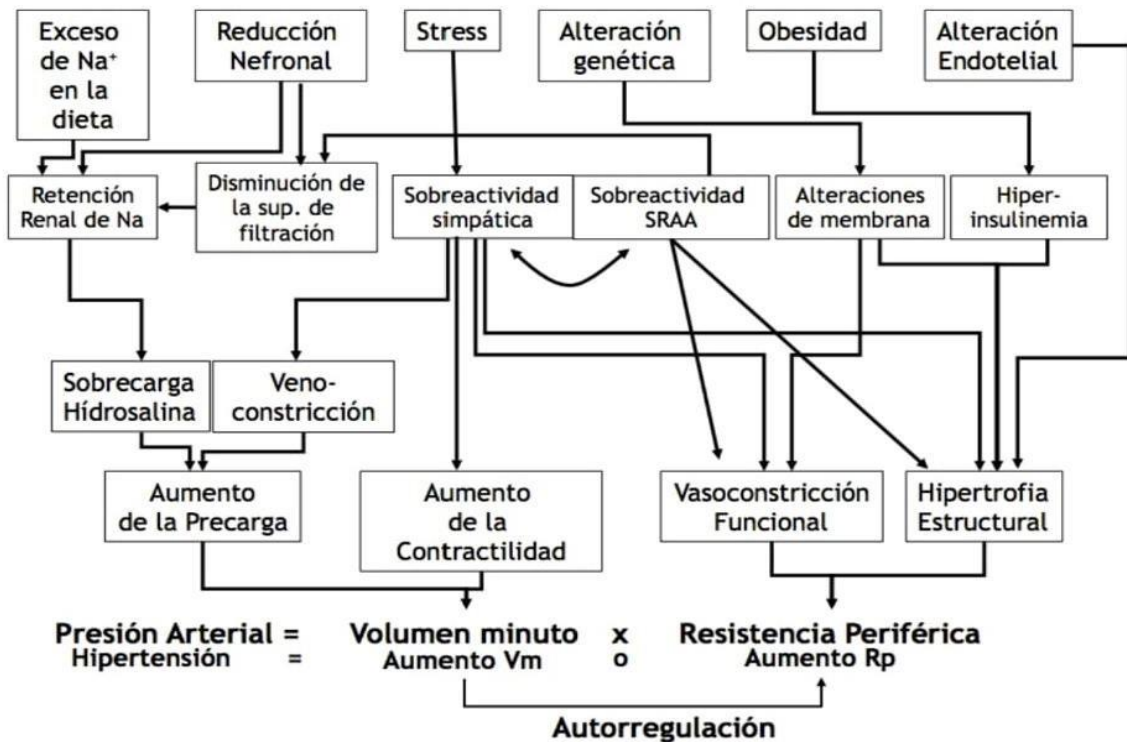 Exceso
de Na⁺
en la
dieta
Reducción
Nefronal
Stress
Alteración
genética
Obesidad
Alteración
Endotelial
Retención
Renal de Na
Disminución de
la sup. de
filtración
Sobreactividad
simpática
Sobreactividad
SRAA
Alteraciones
de membrana
Hiper-
insulinemia
Sobrecarga
Hídrosalina
Veno-
constricción
Aumento
de la Precarga
Aumento
de la
Contractilidad
Vasoconstricción
Funcional
Hipertrofia
Estructural
Presión Arterial = Volumen minuto x Resistencia Periférica
Hipertensión = Aumento Vm o Aumento Rp
Autorregulación